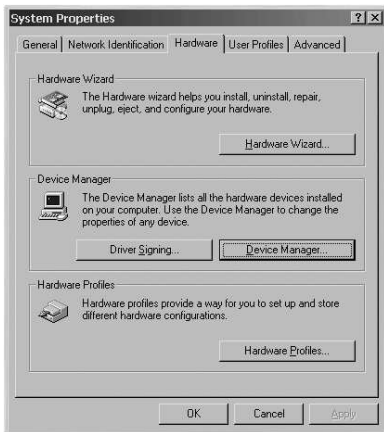 System Properties
? X
General Network Identification Hardware User Profiles Advanced
Hardware Wizard
The Hardware wizard helps you install, uninstall, repair,
unplug, eject, and configure your hardware.
Hardware Wizard...
Device Manager
The Device Manager lists all the hardware devices installed
on your computer. Use the Device Manager to change the
properties of any device.
Driver Signing... Device Manager...
Hardware Profiles
Hardware profiles provide a way for you to set up and store
different hardware configurations.
Hardware Profiles...
OK Cancel Apply